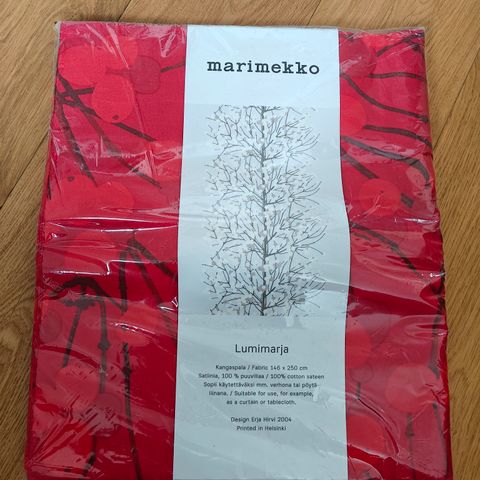 marimekko
Lumimarja
Kangaspala / Fabric 146 x 250 cm
Satiinia, 100 % puuvillaa / 100% cotton sateen
Sopii käytettäväksi mm. verhona tai pöytä-
liinana. / Suitable for use, for example,
as a curtain or tablecloth.
Design Erja Hirvi 2004
Printed in Helsinki